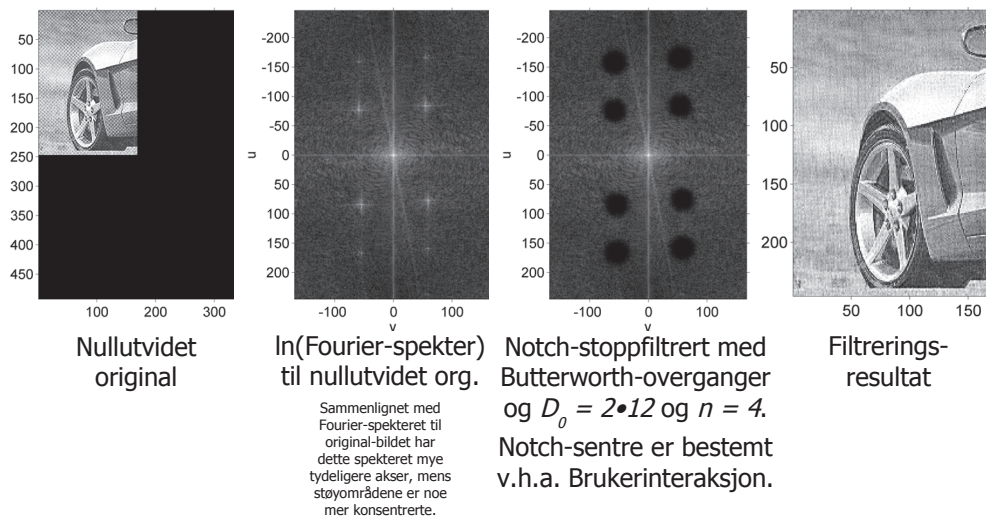 50
100
150
200
250
300
350
400
450
100
200
300
-200
-150
-100
-50
0
50
100
150
200
u
-100
0
100
v
-200
-150
-100
-50
0
50
100
150
200
u
-100
0
100
v
50
100
150
200
50
100
150
Nullutvidet
original
ln(Fourier-spekter)
til nullutvidet org.
Sammenlignet med
Fourier-spekteret til
original-bildet har
dette spekteret mye
tydeligere akser, mens
støyområdene er noe
mer konsentrerte.
Notch-stoppfiltrert med
Butterworth-overganger
og D₀ = 2•12 og n = 4.
Notch-sentre er bestemt
v.h.a. Brukerinteraksjon.
Filtrerings-
resultat